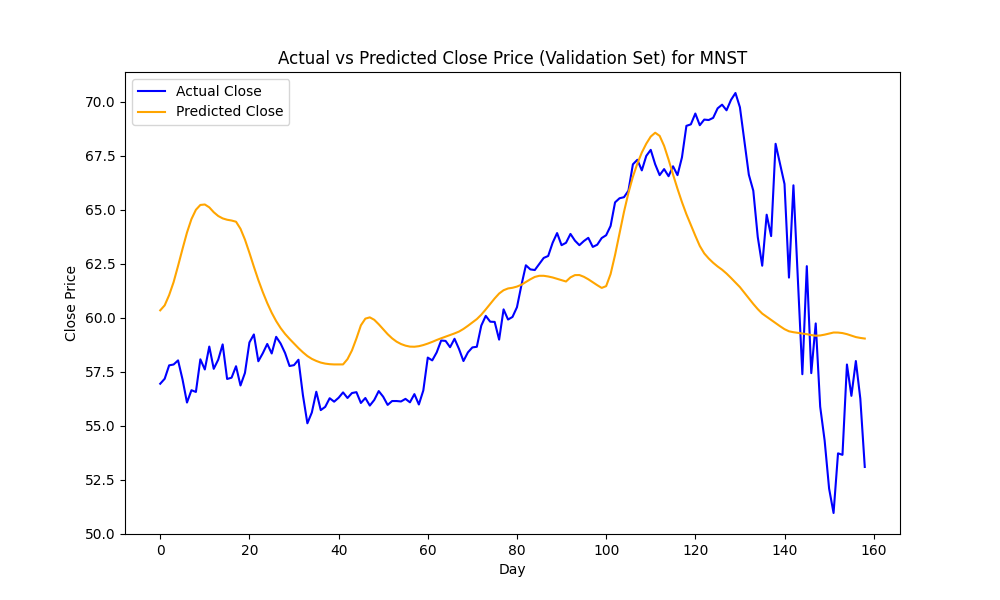 Actual vs Predicted Close Price (Validation Set) for MNST
Actual Close
Predicted Close
70.0
67.5
65.0
62.5
60.0
57.5
55.0
52.5
50.0
Close Price
0 20 40 60 80 100 120 140 160
Day